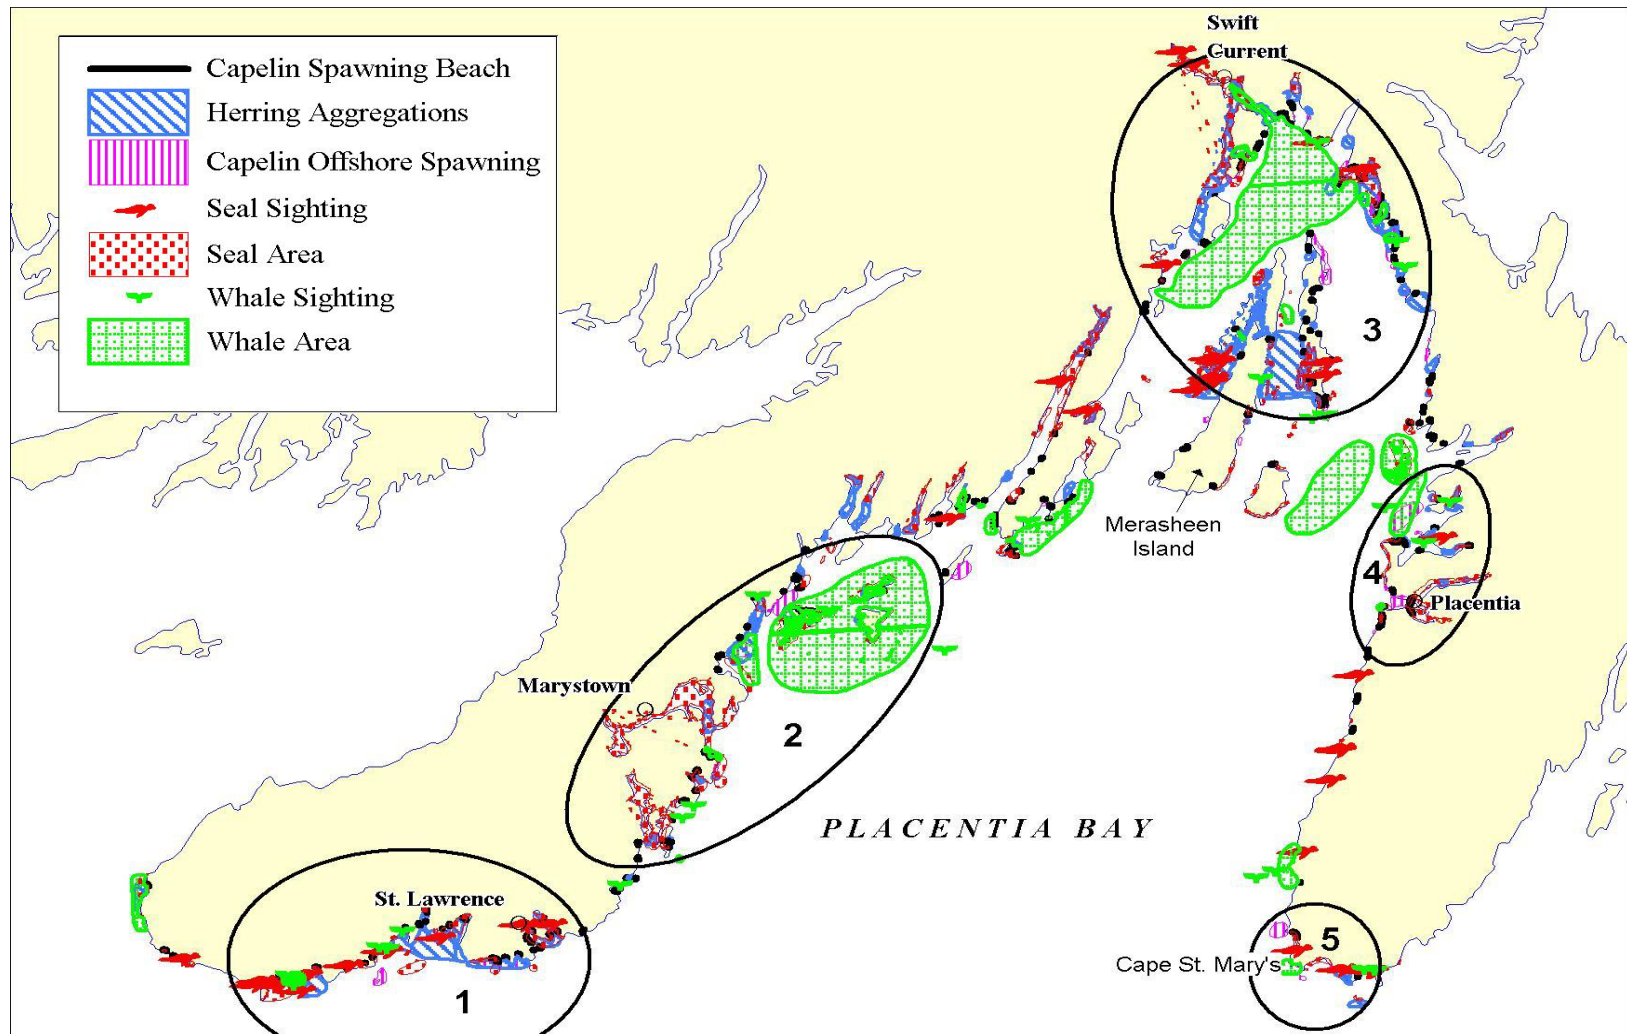 Swift
Current
Capelin Spawning Beach
Herring Aggregations
Capelin Offshore Spawning
Seal Sighting
Seal Area
Whale Sighting
Whale Area
3
Merasheen
Island
4
Placentia
Marystown
2
PLACENTIA BAY
St. Lawrence
5
Cape St. Mary's
1